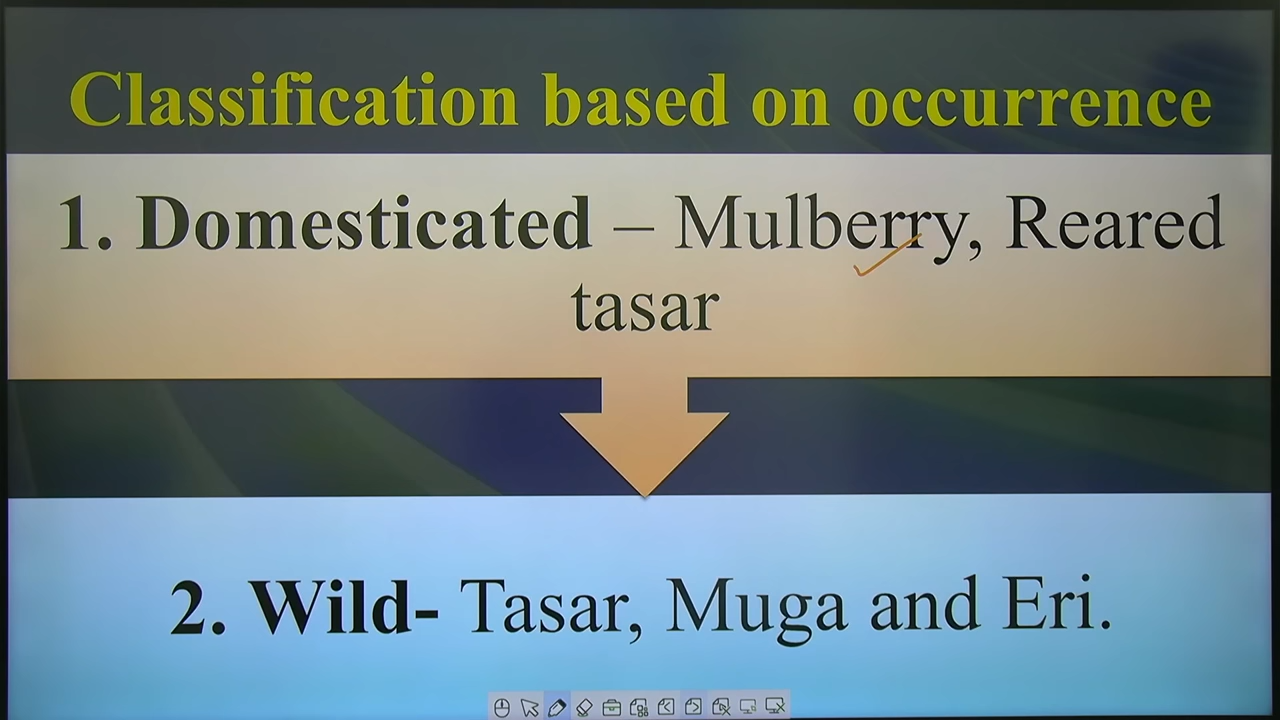 Classification based on occurrence
1. Domesticated – Mulberry, Reared
tasar
2. Wild- Tasar, Muga and Eri.